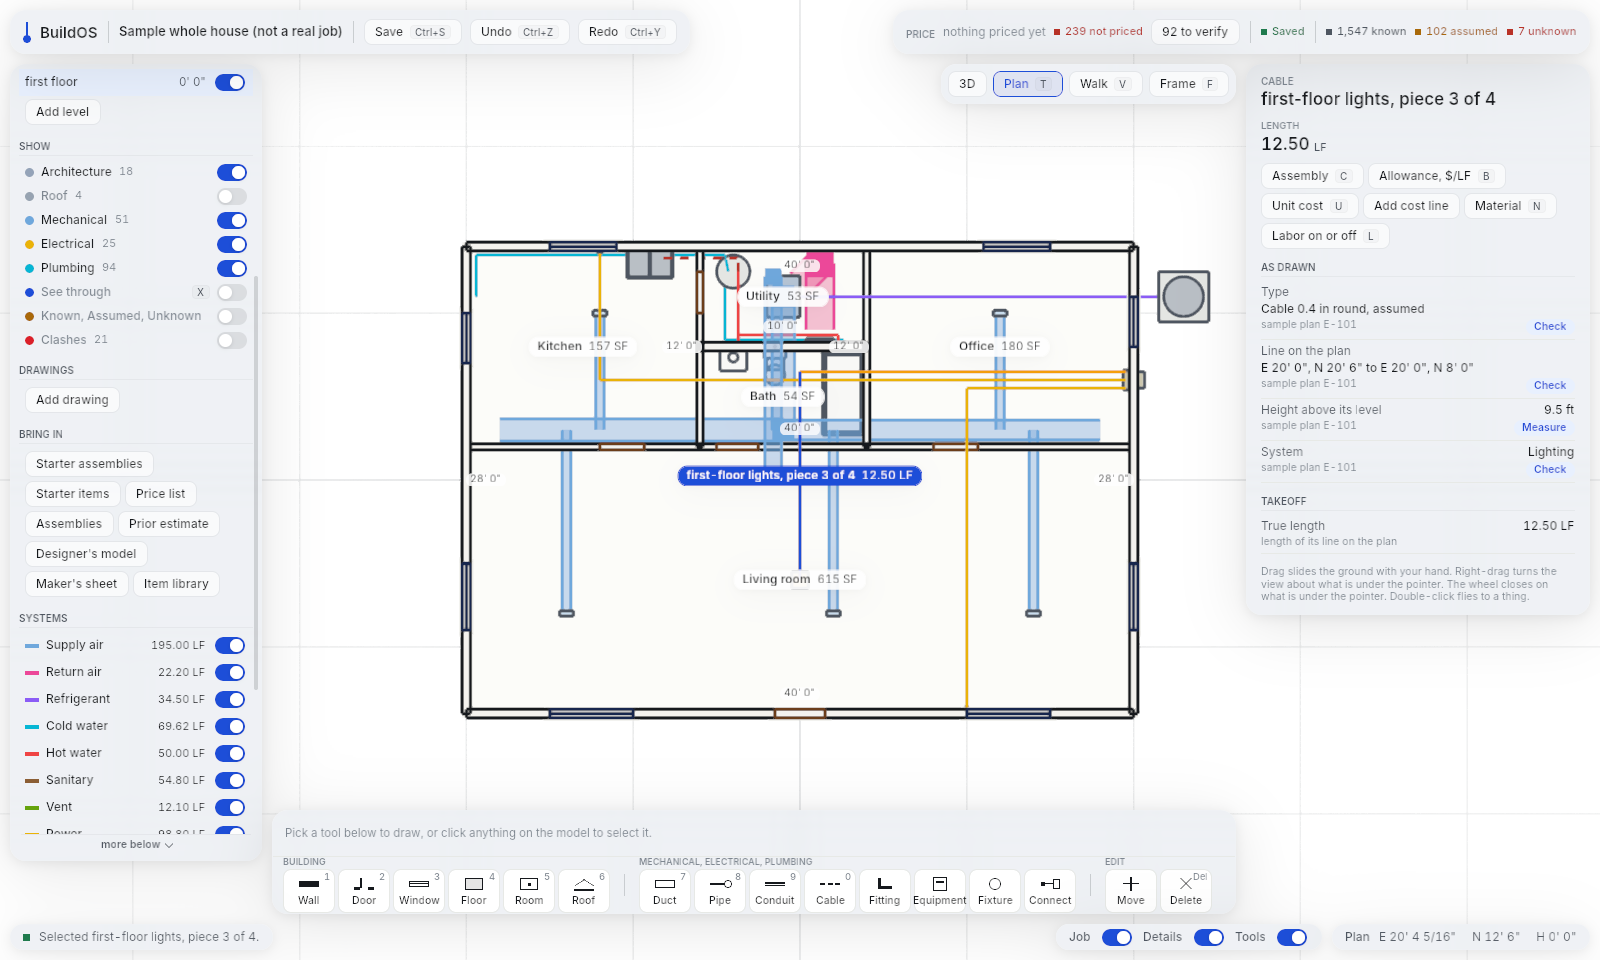 BuildOS
Sample whole house (not a real job)
Save Ctrl+S
Undo Ctrl+Z
Redo Ctrl+Y
PRICE nothing priced yet 239 not priced
92 to verify
Saved
1,547 known 102 assumed 7 unknown
first floor 0' 0"
Add level
SHOW
Architecture 18
Roof 4
Mechanical 51
Electrical 25
Plumbing 94
See through X
Known, Assumed, Unknown
Clashes 21
DRAWINGS
Add drawing
BRING IN
Starter assemblies
Starter items Price list
Assemblies Prior estimate
Designer's model
Maker's sheet Item library
SYSTEMS
Supply air 195.00 LF
Return air 22.20 LF
Refrigerant 34.50 LF
Cold water 69.62 LF
Hot water 50.00 LF
Sanitary 54.80 LF
Vent 12.10 LF
Power 98.80 LF
more below
3D
Plan T
Walk V
Frame F
40' 0"
Utility 53 SF
10' 0"
Kitchen 157 SF
12' 0"
12' 0"
Office 180 SF
Bath 54 SF
40' 0"
28' 0"
first-floor lights, piece 3 of 4 12.50 LF
28' 0"
Living room 615 SF
40' 0"
CABLE
first-floor lights, piece 3 of 4
LENGTH
12.50 LF
Assembly C
Allowance, $/LF B
Unit cost U
Add cost line
Material N
Labor on or off L
AS DRAWN
Type
Cable 0.4 in round, assumed
sample plan E-101 Check
Line on the plan
E 20' 0", N 20' 6" to E 20' 0", N 8' 0"
sample plan E-101 Check
Height above its level 9.5 ft
sample plan E-101 Measure
System Lighting
sample plan E-101 Check
TAKEOFF
True length 12.50 LF
length of its line on the plan
Drag slides the ground with your hand. Right-drag turns the
view about what is under the pointer. The wheel closes on
what is under the pointer. Double-click flies to a thing.
Pick a tool below to draw, or click anything on the model to select it.
BUILDING
Wall 1
Door 2
Window 3
Floor 4
Room 5
Roof 6
MECHANICAL, ELECTRICAL, PLUMBING
Duct 7
Pipe 8
Conduit 9
Cable 0
Fitting
Equipment
Fixture
Connect
EDIT
Move
Delete Del
Selected first-floor lights, piece 3 of 4.
Job
Details
Tools
Plan E 20' 4 5/16" N 12' 6" H 0' 0"